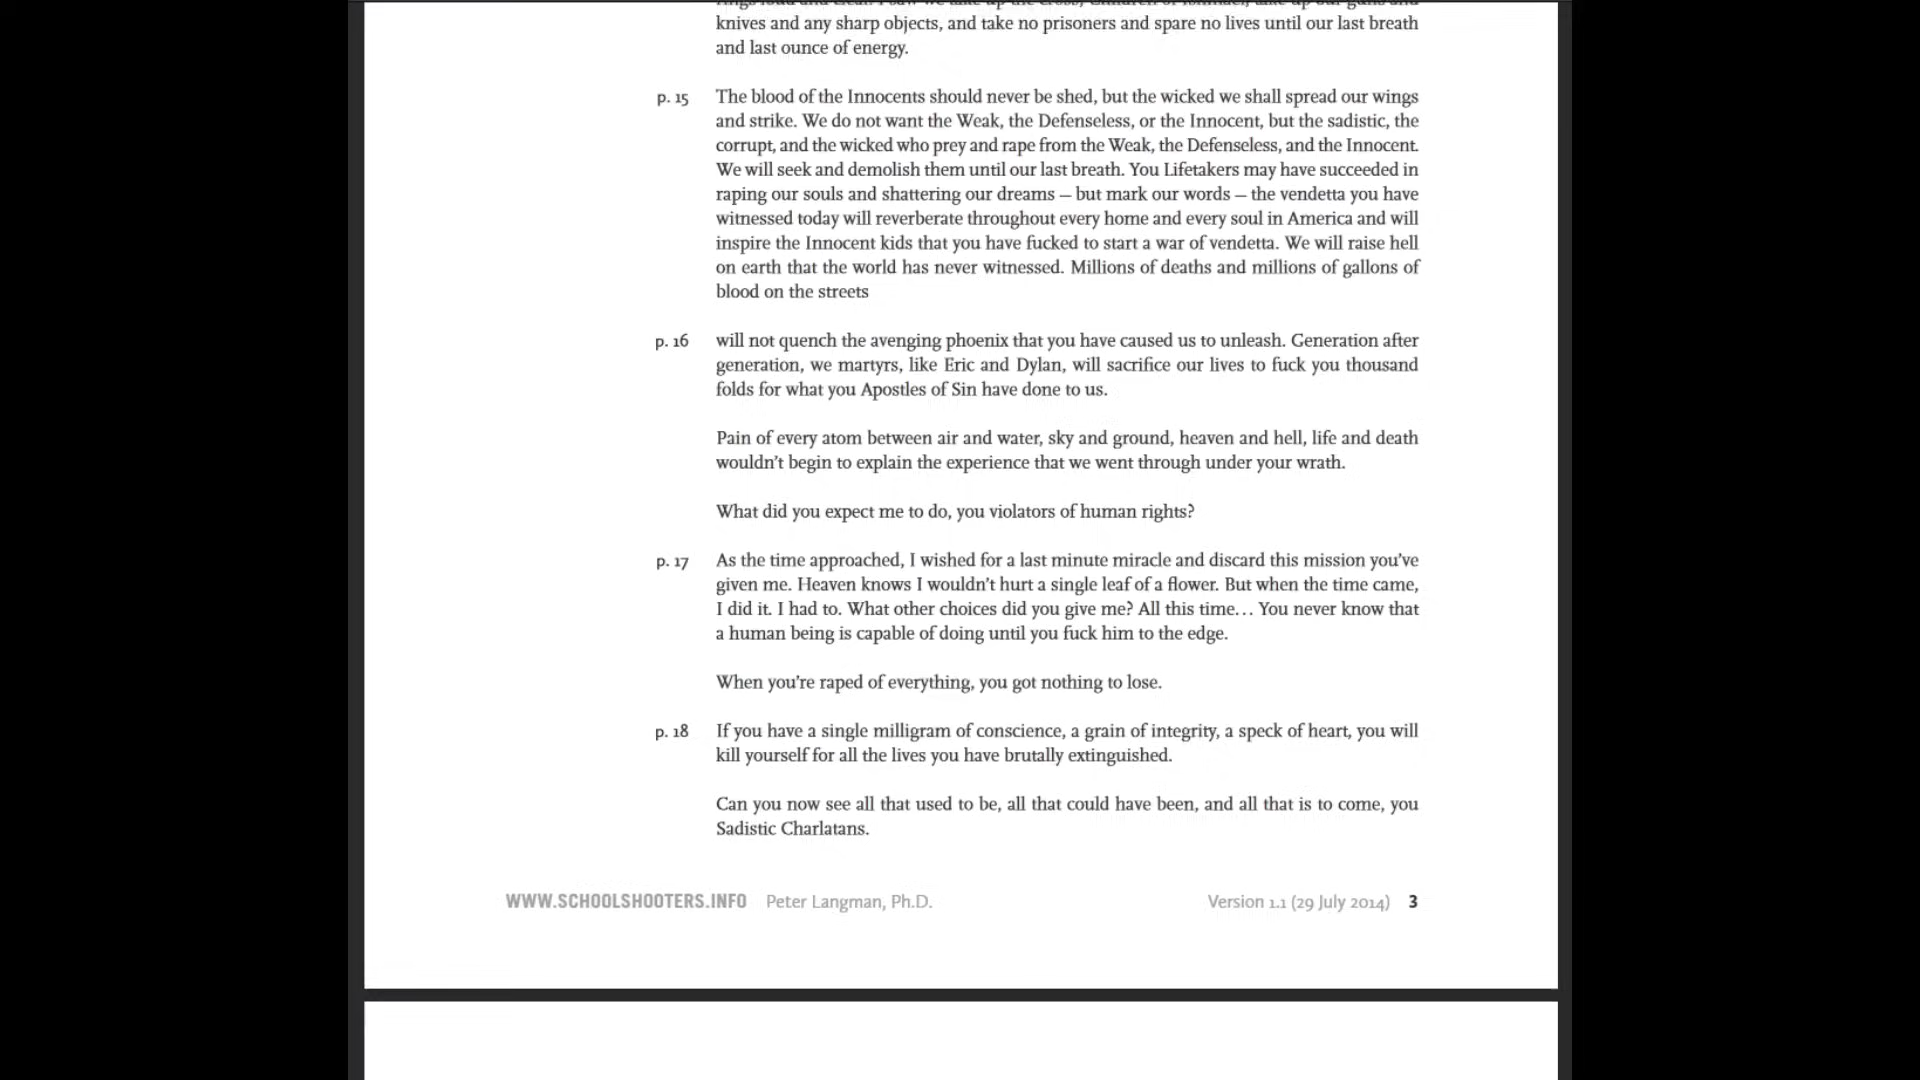 knives and any sharp objects, and take no prisoners and spare no lives until our last breath
and last ounce of energy.
p. 15 The blood of the Innocents should never be shed, but the wicked we shall spread our wings
and strike. We do not want the Weak, the Defenseless, or the Innocent, but the sadistic, the
corrupt, and the wicked who prey and rape from the Weak, the Defenseless, and the Innocent.
We will seek and demolish them until our last breath. You Lifetakers may have succeeded in
raping our souls and shattering our dreams – but mark our words – the vendetta you have
witnessed today will reverberate throughout every home and every soul in America and will
inspire the Innocent kids that you have fucked to start a war of vendetta. We will raise hell
on earth that the world has never witnessed. Millions of deaths and millions of gallons of
blood on the streets
p. 16 will not quench the avenging phoenix that you have caused us to unleash. Generation after
generation, we martyrs, like Eric and Dylan, will sacrifice our lives to fuck you thousand
folds for what you Apostles of Sin have done to us.
Pain of every atom between air and water, sky and ground, heaven and hell, life and death
wouldn't begin to explain the experience that we went through under your wrath.
What did you expect me to do, you violators of human rights?
p. 17 As the time approached, I wished for a last minute miracle and discard this mission you've
given me. Heaven knows I wouldn't hurt a single leaf of a flower. But when the time came,
I did it. I had to. What other choices did you give me? All this time… You never know that
a human being is capable of doing until you fuck him to the edge.
When you're raped of everything, you got nothing to lose.
p. 18 If you have a single milligram of conscience, a grain of integrity, a speck of heart, you will
kill yourself for all the lives you have brutally extinguished.
Can you now see all that used to be, all that could have been, and all that is to come, you
Sadistic Charlatans.
WWW.SCHOOLSHOOTERS.INFO Peter Langman, Ph.D. Version 1.1 (29 July 2014) 3